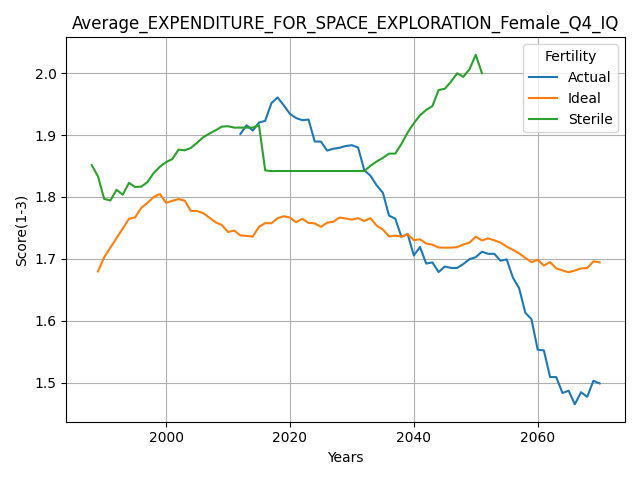 Average_EXPENDITURE_FOR_SPACE_EXPLORATION_Female_Q4_IQ
Fertility
Actual
Ideal
Sterile
Score(1-3)
2.0
1.9
1.8
1.7
1.6
1.5
2000 2020 2040 2060
Years